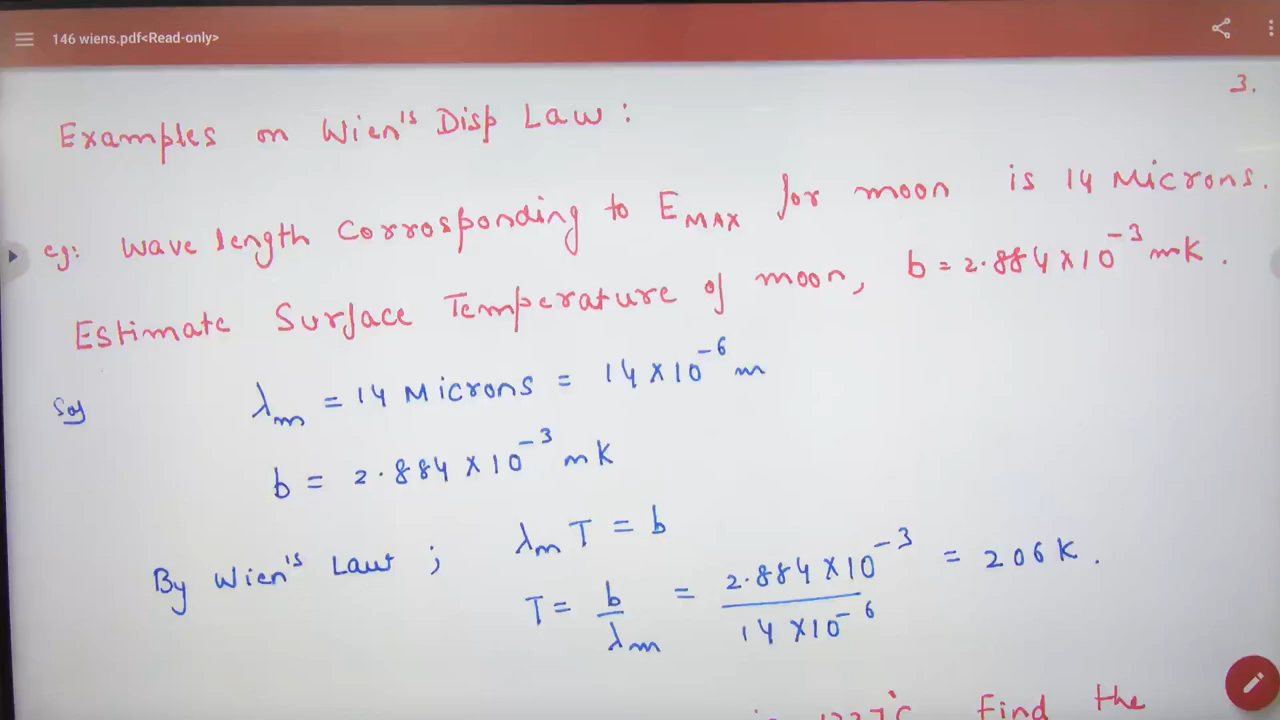 146 wiens.pdf<Read-only>
3.
Examples on Wien's Disp Law :
eg: Wave length Corrosponding to EMAX for moon is 14 Microns.
Estimate Surface Temperature of moon, b = 2.884 × 10⁻³ mK .
Sol λm = 14 Microns = 14 × 10⁻⁶ m
b = 2.884 × 10⁻³ mK
By Wien's Law ; λm T = b
T = b/λm = 2.884 × 10⁻³ / 14 × 10⁻⁶ = 206 K .
is 1227°C Find the